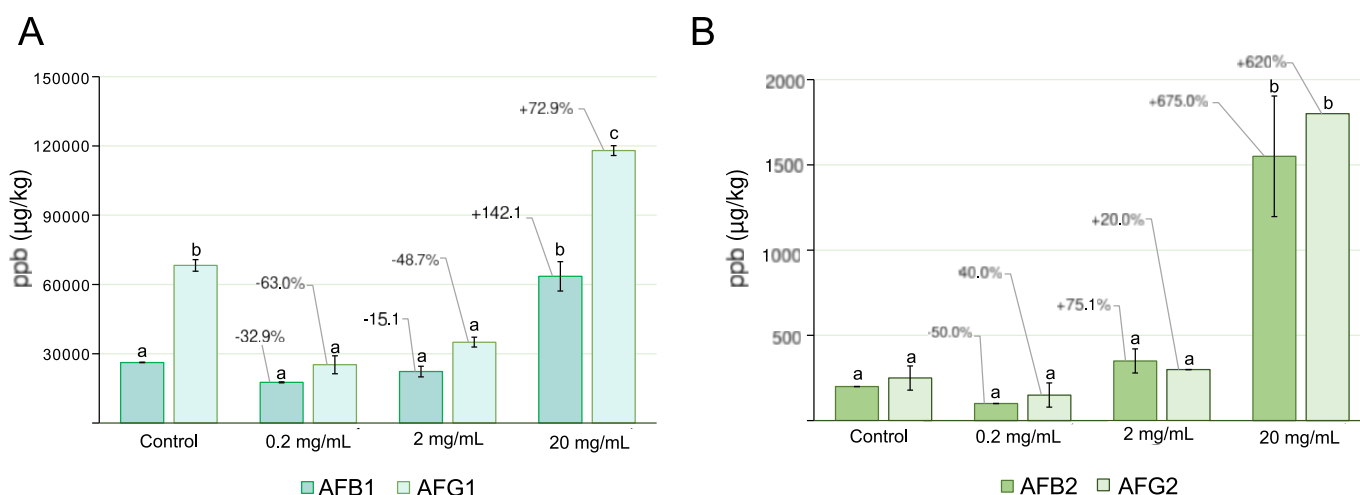 A
150000
120000
90000
60000
30000
ppb (µg/kg)
a
b
-32.9%
a
-63.0%
a
-15.1
a
-48.7%
a
+142.1
b
+72.9%
c
Control
0.2 mg/mL
2 mg/mL
20 mg/mL
AFB1
AFG1
B
2000
1500
1000
500
ppb (µg/kg)
a
a
-50.0%
a
40.0%
a
+75.1%
a
+20.0%
a
+675.0%
b
+620%
b
Control
0.2 mg/mL
2 mg/mL
20 mg/mL
AFB2
AFG2